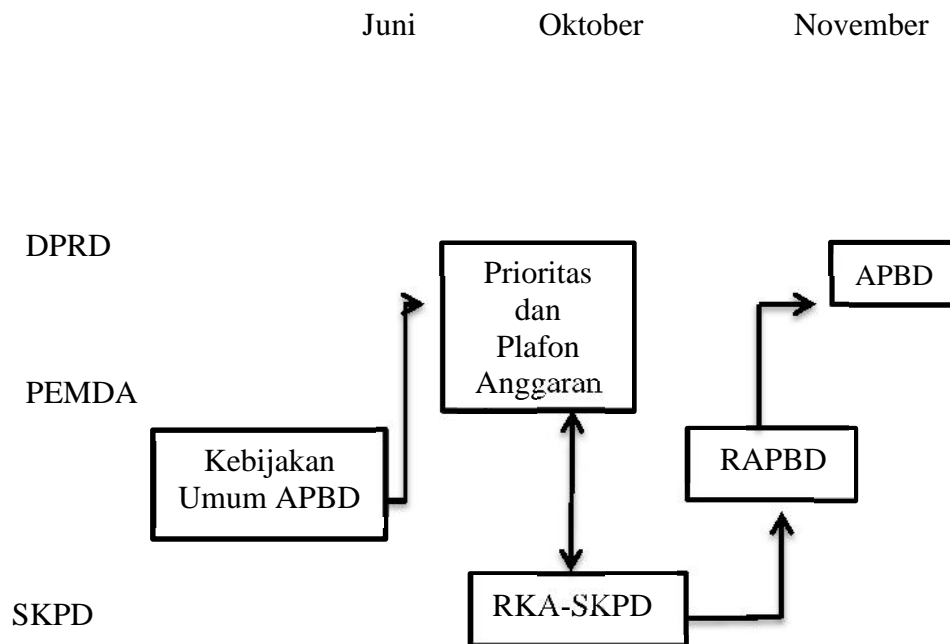 Juni Oktober November
DPRD
Prioritas
dan
Plafon
Anggaran
APBD
PEMDA
Kebijakan
Umum APBD
RAPBD
SKPD
RKA-SKPD